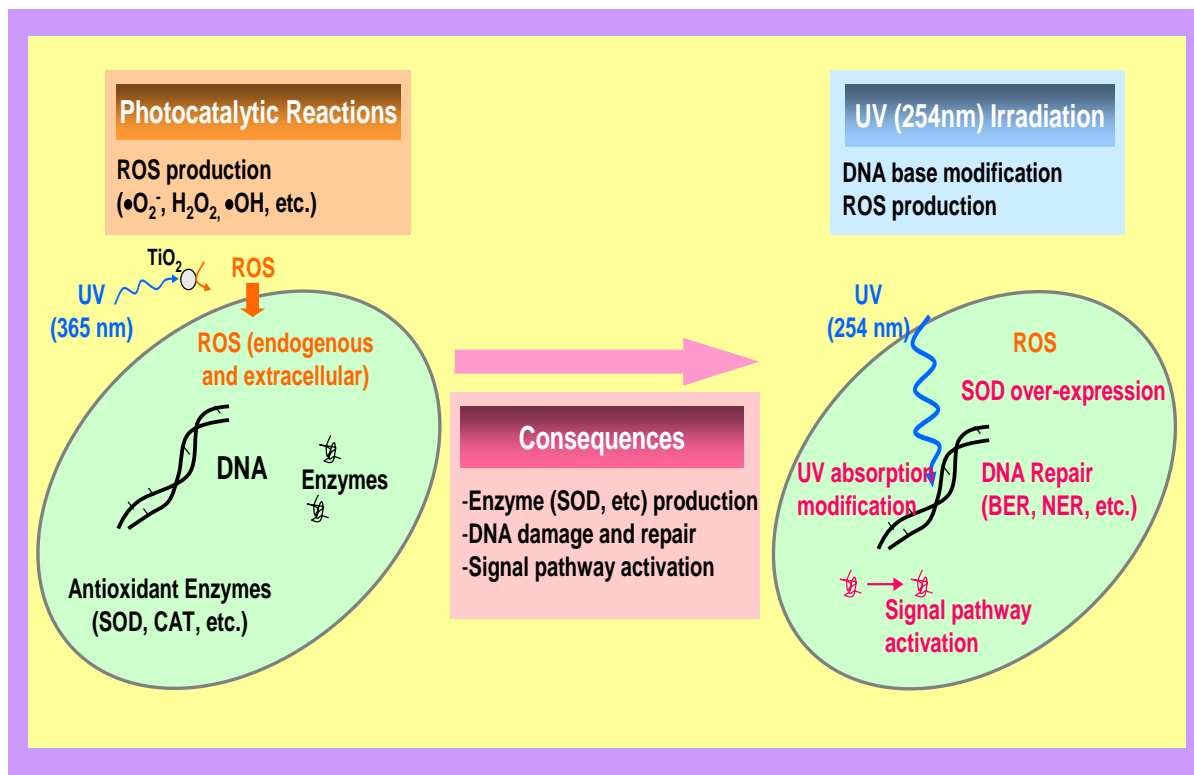 Photocatalytic Reactions
ROS production
(•O₂⁻, H₂O₂, •OH, etc.)
TiO₂
ROS
UV
(365 nm)
ROS (endogenous
and extracellular)
DNA
Enzymes
Antioxidant Enzymes
(SOD, CAT, etc.)
Consequences
-Enzyme (SOD, etc) production
-DNA damage and repair
-Signal pathway activation
UV (254nm) Irradiation
DNA base modification
ROS production
UV
(254 nm)
ROS
SOD over-expression
UV absorption
modification
DNA Repair
(BER, NER, etc.)
Signal pathway
activation